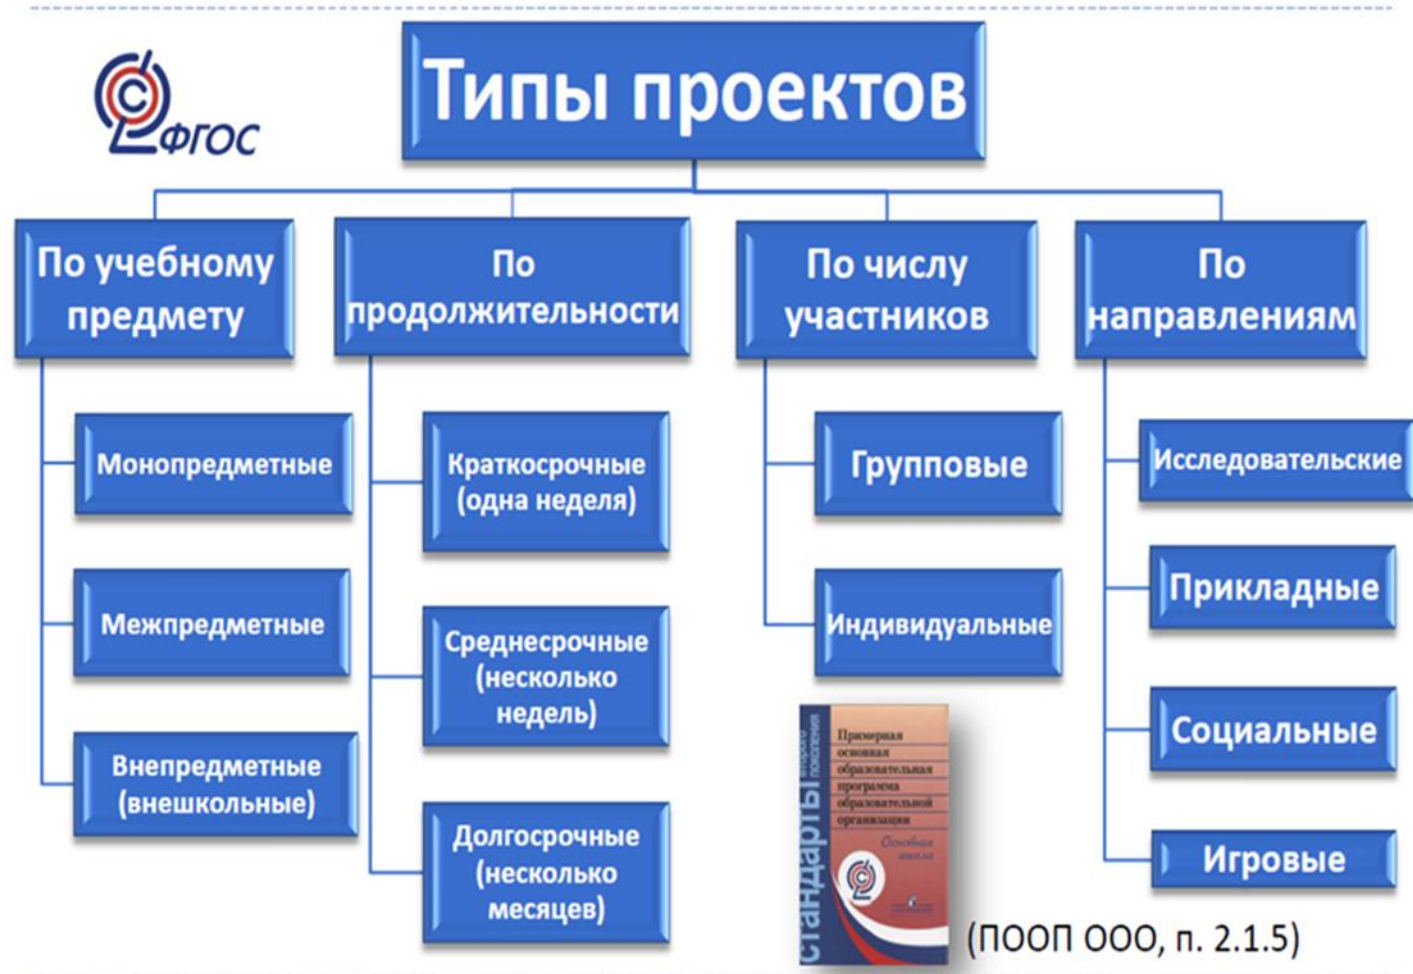 Типы проектов
ФГОС
По учебному
предмету
Монопредметные
Межпредметные
Внепредметные
(внешкольные)
По
продолжительности
Краткосрочные
(одна неделя)
Среднесрочные
(несколько
недель)
Долгосрочные
(несколько
месяцев)
По числу
участников
Групповые
Индивидуальные
По
направлениям
Исследовательские
Прикладные
Социальные
Игровые
стандарты
второго
поколения
Примерная
основная
образовательная
программа
образовательной
организации
Основная
школа
(ПООП ООО, п. 2.1.5)